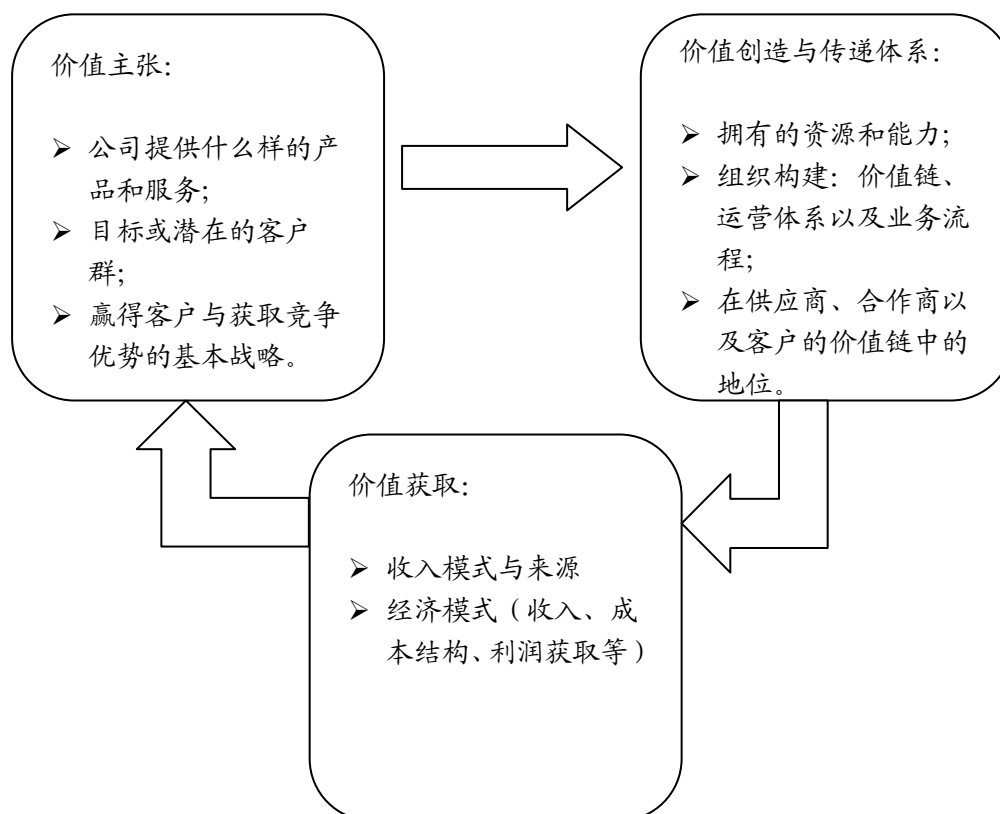 价值主张：
➢ 公司提供什么样的产
品和服务；
➢ 目标或潜在的客户
群；
➢ 赢得客户与获取竞争
优势的基本战略。
价值创造与传递体系：
➢ 拥有的资源和能力；
➢ 组织构建：价值链、
运营体系以及业务流
程；
➢ 在供应商、合作商以
及客户的价值链中的
地位。
价值获取：
➢ 收入模式与来源
➢ 经济模式（收入、成
本结构、利润获取等）